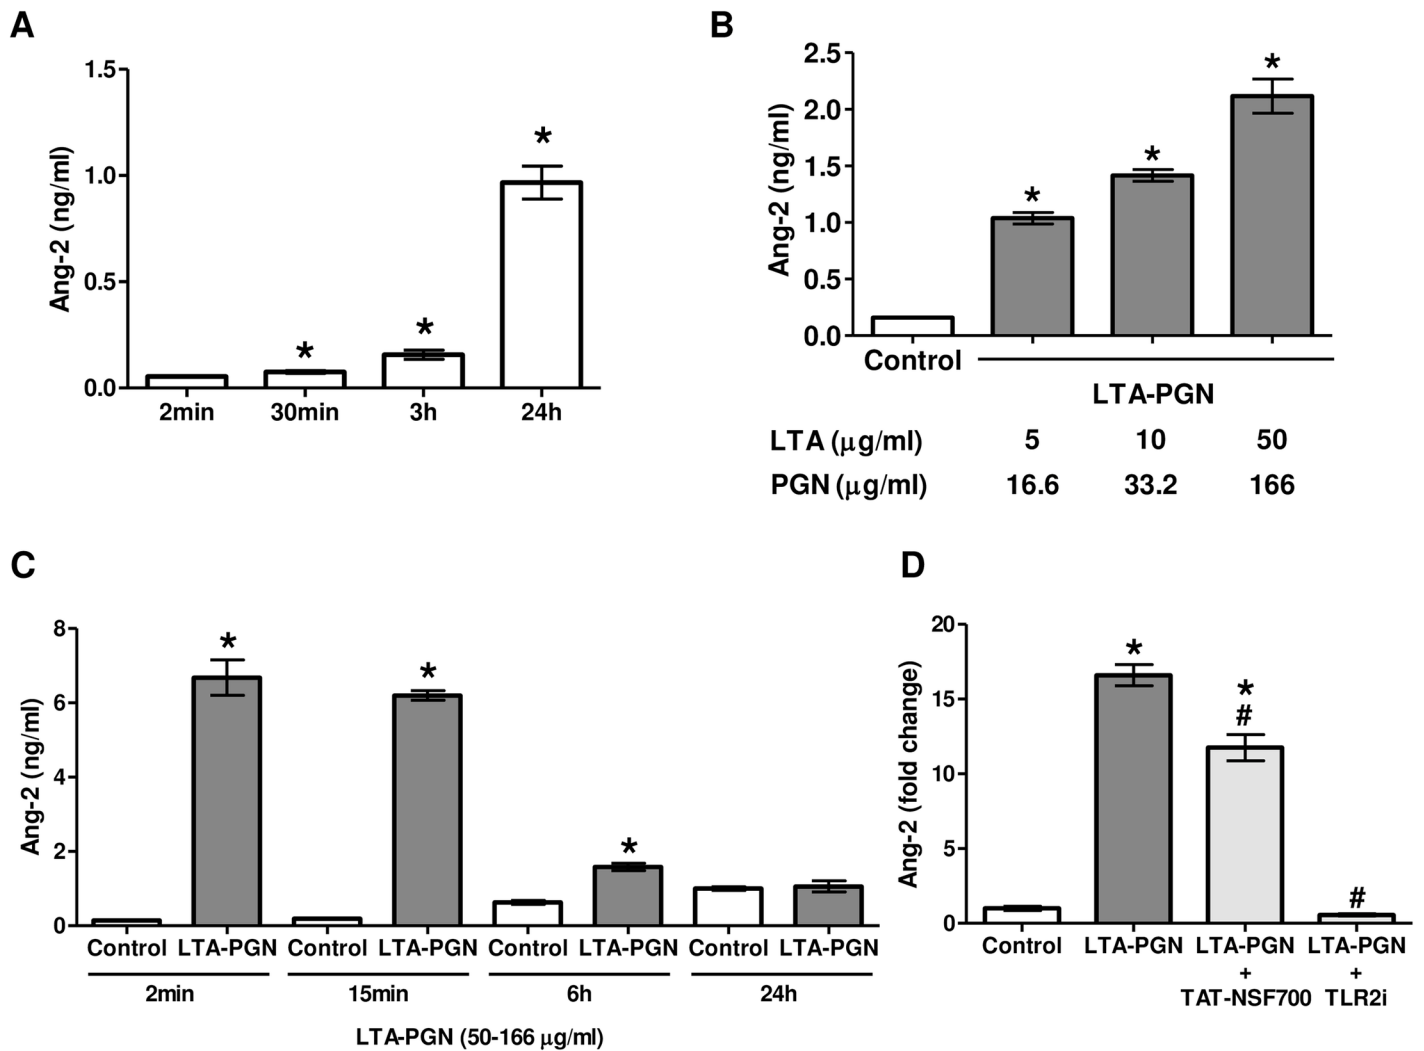 A
Ang-2 (ng/ml)
1.5
1.0
0.5
0.0
*
*
*
2min 30min 3h 24h
B
Ang-2 (ng/ml)
2.5
2.0
1.5
1.0
0.5
0.0
*
*
*
Control
LTA-PGN
LTA (μg/ml) 5 10 50
PGN (μg/ml) 16.6 33.2 166
C
Ang-2 (ng/ml)
8
6
4
2
0
*
*
*
Control LTA-PGN Control LTA-PGN Control LTA-PGN Control LTA-PGN
2min 15min 6h 24h
LTA-PGN (50-166 μg/ml)
D
Ang-2 (fold change)
20
15
10
5
0
*
*
#
#
Control LTA-PGN LTA-PGN LTA-PGN
+ +
TAT-NSF700 TLR2i